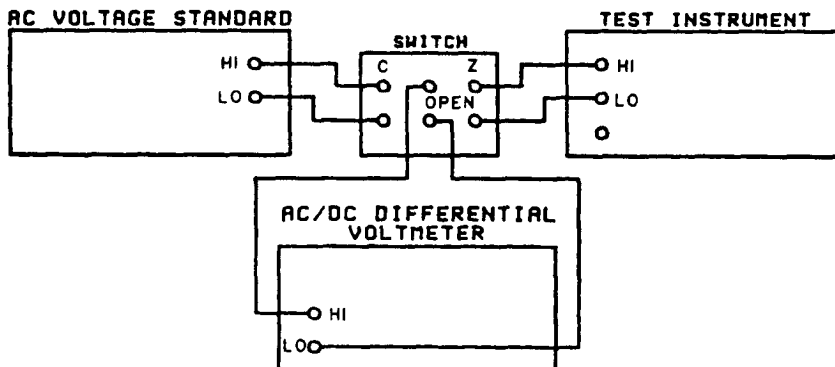 AC VOLTAGE STANDARD
HI
LO
SWITCH
C
Z
OPEN
TEST INSTRUMENT
HI
LO
AC/DC DIFFERENTIAL
VOLTMETER
HI
LO